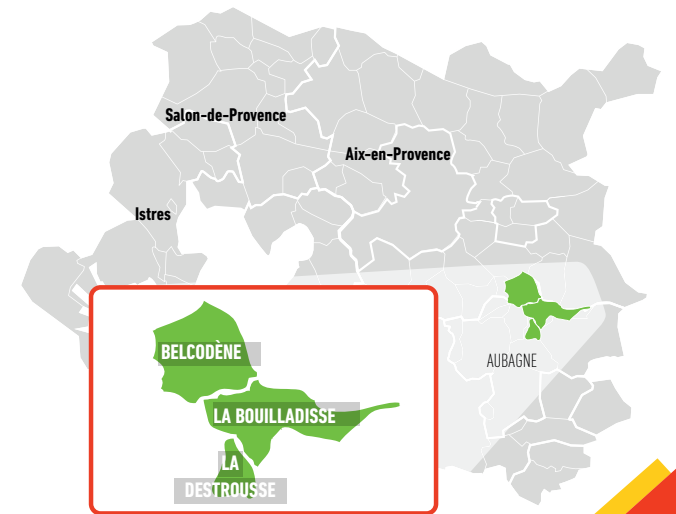 Salon-de-Provence
Aix-en-Provence
Istres
AUBAGNE
BELCODÈNE
LA BOUILLADISSE
LA
DESTROUSSE